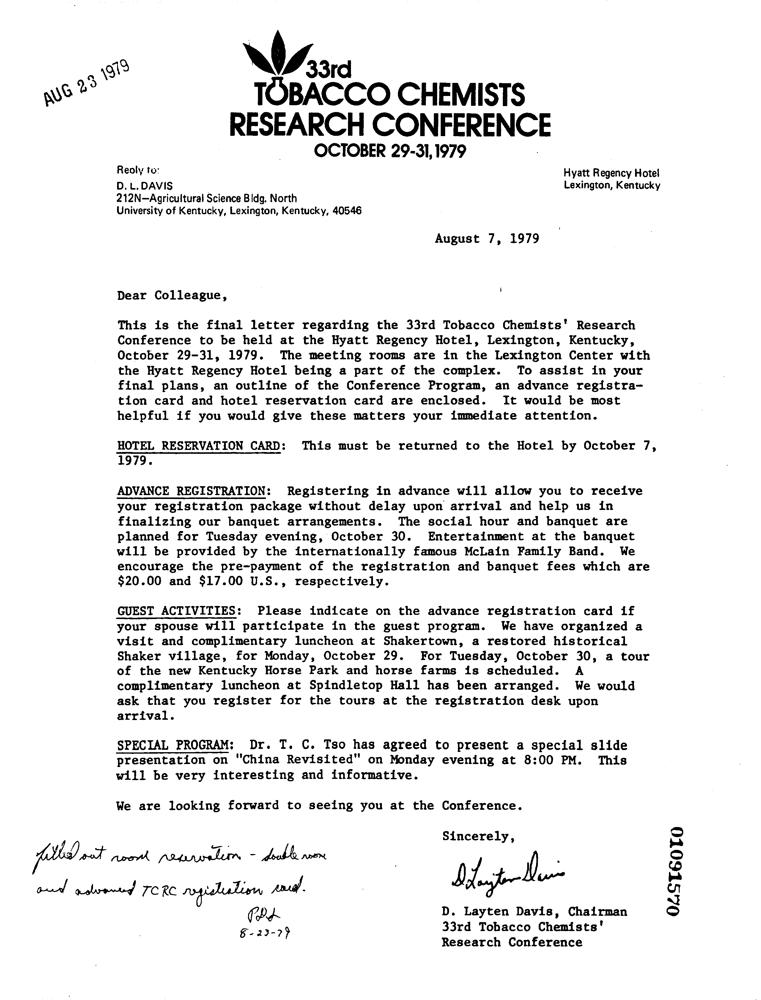 AUG 23 1979
33rd
TOBACCO CHEMISTS
RESEARCH CONFERENCE
OCTOBER 29-31, 1979
Reply to:
D. L. DAVIS
212N—Agricultural Science Bldg. North
University of Kentucky, Lexington, Kentucky, 40546
Hyatt Regency Hotel
Lexington, Kentucky
August 7, 1979
Dear Colleague,
This is the final letter regarding the 33rd Tobacco Chemists' Research
Conference to be held at the Hyatt Regency Hotel, Lexington, Kentucky,
October 29-31, 1979. The meeting rooms are in the Lexington Center with
the Hyatt Regency Hotel being a part of the complex. To assist in your
final plans, an outline of the Conference Program, an advance registra-
tion card and hotel reservation card are enclosed. It would be most
helpful if you would give these matters your immediate attention.
HOTEL RESERVATION CARD: This must be returned to the Hotel by October 7,
1979.
ADVANCE REGISTRATION: Registering in advance will allow you to receive
your registration package without delay upon arrival and help us in
finalizing our banquet arrangements. The social hour and banquet are
planned for Tuesday evening, October 30. Entertainment at the banquet
will be provided by the internationally famous McLain Family Band. We
encourage the pre-payment of the registration and banquet fees which are
$20.00 and $17.00 U.S., respectively.
GUEST ACTIVITIES: Please indicate on the advance registration card if
your spouse will participate in the guest program. We have organized a
visit and complimentary luncheon at Shakertown, a restored historical
Shaker village, for Monday, October 29. For Tuesday, October 30, a tour
of the new Kentucky Horse Park and horse farms is scheduled. A
complimentary luncheon at Spindletop Hall has been arranged. We would
ask that you register for the tours at the registration desk upon
arrival.
SPECIAL PROGRAM: Dr. T. C. Tso has agreed to present a special slide
presentation on "China Revisited" on Monday evening at 8:00 PM. This
will be very interesting and informative.
We are looking forward to seeing you at the Conference.
Sincerely,
D. Layten Davis
D. Layten Davis, Chairman
33rd Tobacco Chemists'
Research Conference
filled out room reservation - double room
and advanced TCRC registration card.
8-23-79
01091570